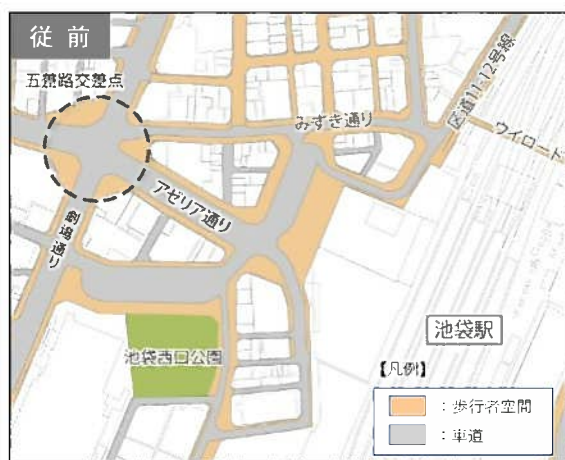 従前
五差路交差点
みずき通り
区道11-12号線
ウイロード
アゼリア通り
劇場通り
池袋駅
池袋西口公園
【凡例】
：歩行者空間
：車道